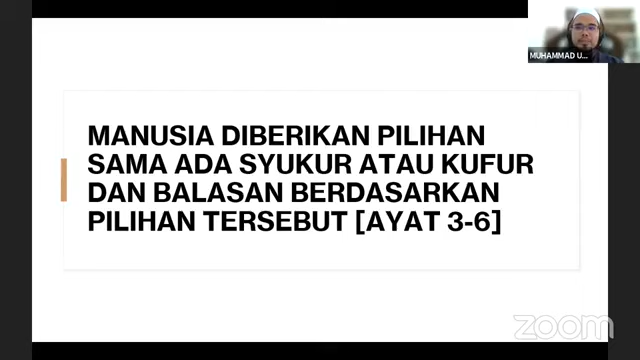 MUHAMMAD U...
MANUSIA DIBERIKAN PILIHAN
SAMA ADA SYUKUR ATAU KUFUR
DAN BALASAN BERDASARKAN
PILIHAN TERSEBUT [AYAT 3-6]
zoom